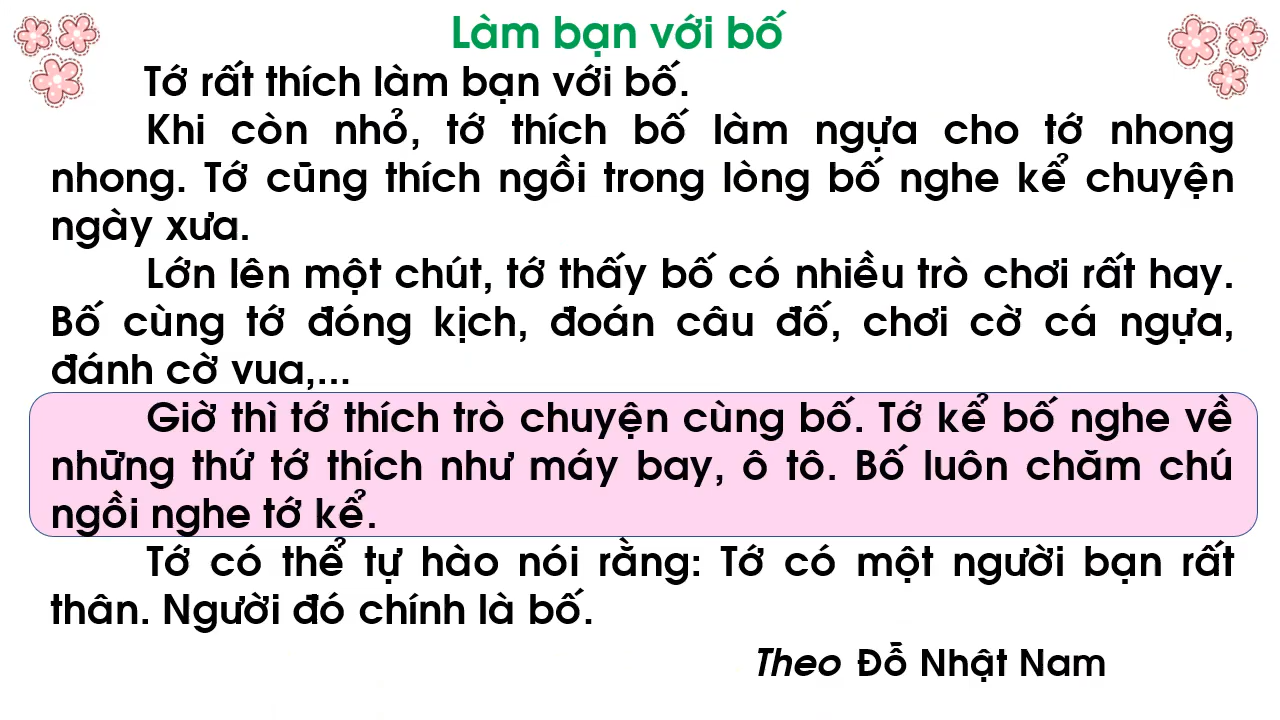 Làm bạn với bố
Tớ rất thích làm bạn với bố.
Khi còn nhỏ, tớ thích bố làm ngựa cho tớ nhong
nhong. Tớ cũng thích ngồi trong lòng bố nghe kể chuyện
ngày xưa.
Lớn lên một chút, tớ thấy bố có nhiều trò chơi rất hay.
Bố cùng tớ đóng kịch, đoán câu đố, chơi cờ cá ngựa,
đánh cờ vua,...
Giờ thì tớ thích trò chuyện cùng bố. Tớ kể bố nghe về
những thứ tớ thích như máy bay, ô tô. Bố luôn chăm chú
ngồi nghe tớ kể.
Tớ có thể tự hào nói rằng: Tớ có một người bạn rất
thân. Người đó chính là bố.
Theo Đỗ Nhật Nam